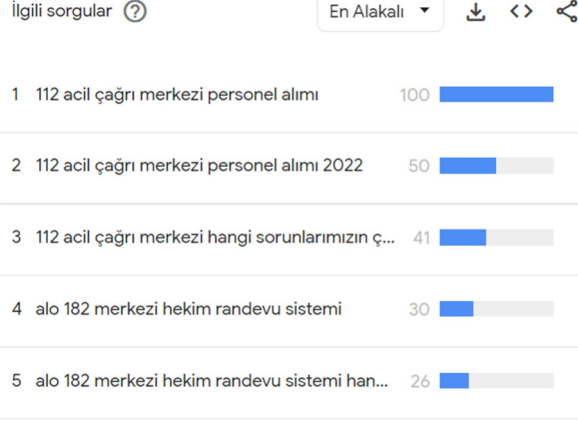 İlgili sorgular ?
En Alakalı
1 112 acil çağrı merkezi personel alımı 100
2 112 acil çağrı merkezi personel alımı 2022 50
3 112 acil çağrı merkezi hangi sorunlarımızın ç... 41
4 alo 182 merkezi hekim randevu sistemi 30
5 alo 182 merkezi hekim randevu sistemi han... 26